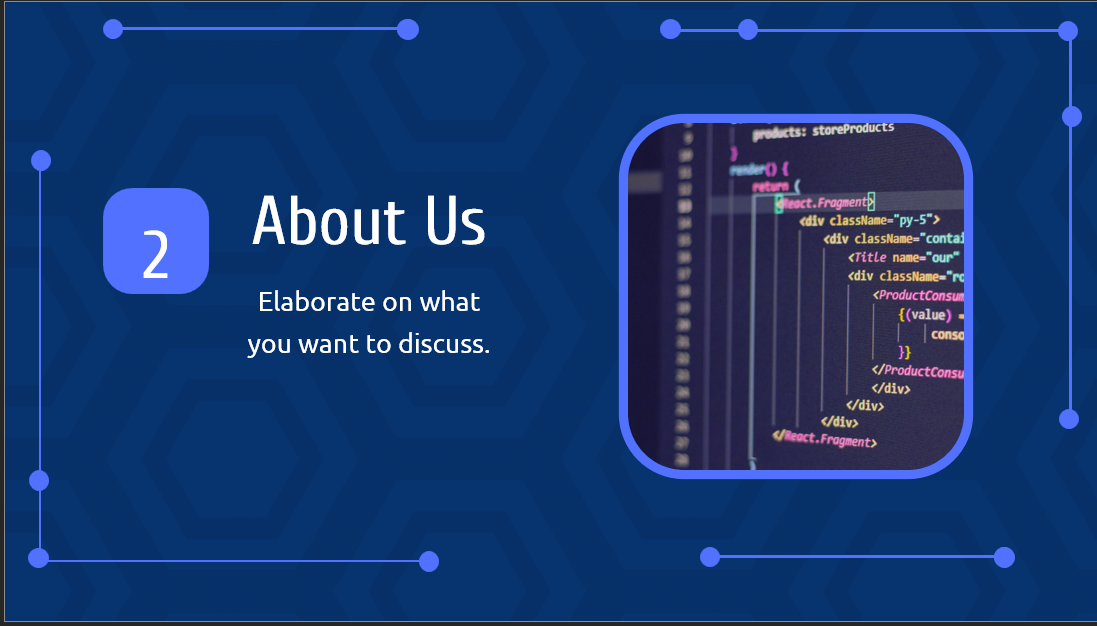 2
About Us
Elaborate on what
you want to discuss.
products: storeProducts
}
render() {
return (
<React.Fragment>
<div className="py-5">
<div className="contai
<Title name="our"
<div className="ro
<ProductConsum
{(value) =
conso
}}
</ProductConsu
</div>
</div>
</div>
</React.Fragment>